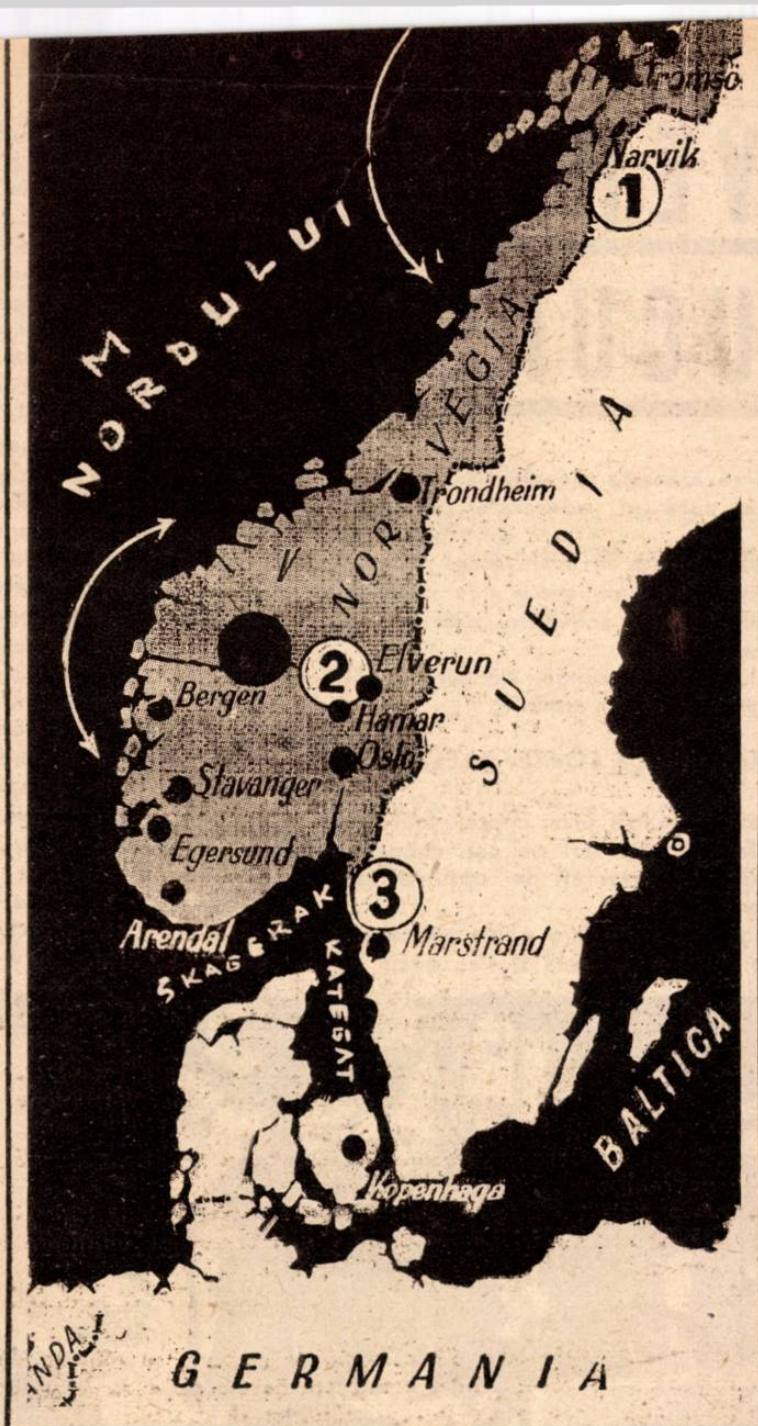 Tromsö
Narvik
1
M
NORDULUI
NORVEGIA
Trondheim
SUEDIA
2
Elverun
Bergen
Hamar
Oslo
Stavanger
Egersund
3
Arendal
SKAGERAK
Marstrand
KATEGAT
BALTICA
Kopenhaga
NDA
GERMANIA